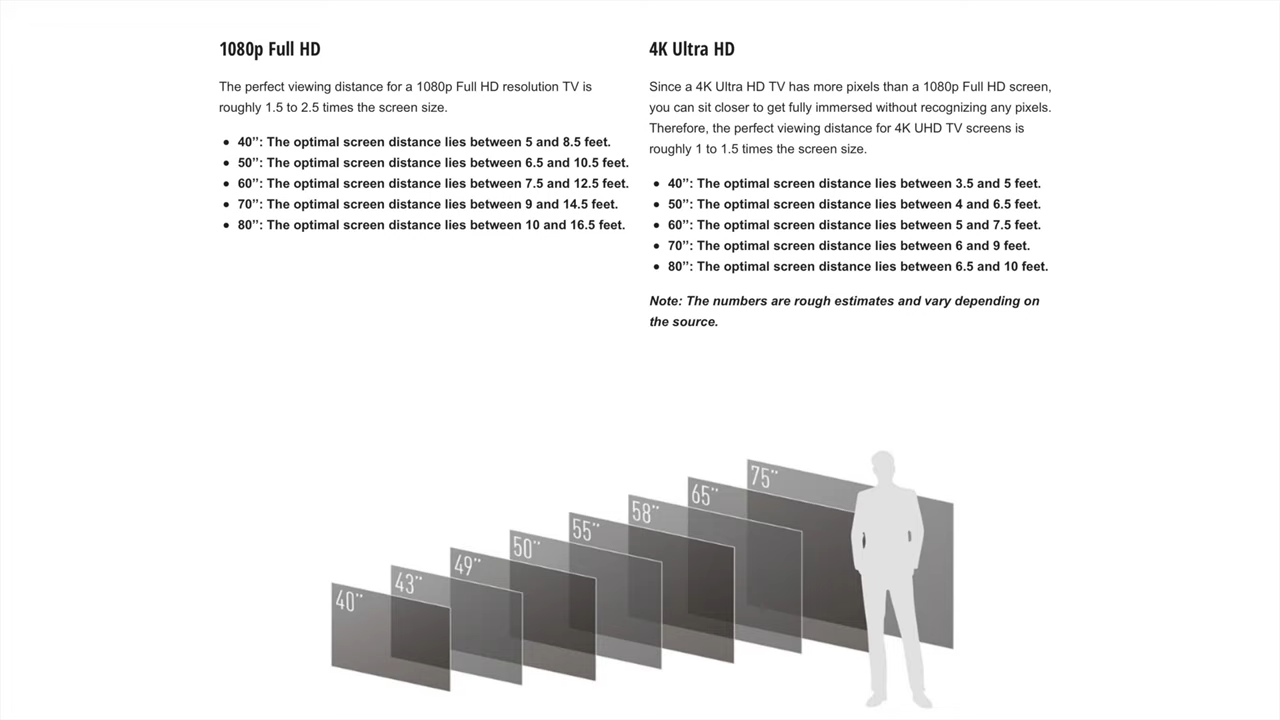 1080p Full HD
The perfect viewing distance for a 1080p Full HD resolution TV is
roughly 1.5 to 2.5 times the screen size.
• 40”: The optimal screen distance lies between 5 and 8.5 feet.
• 50”: The optimal screen distance lies between 6.5 and 10.5 feet.
• 60”: The optimal screen distance lies between 7.5 and 12.5 feet.
• 70”: The optimal screen distance lies between 9 and 14.5 feet.
• 80”: The optimal screen distance lies between 10 and 16.5 feet.
4K Ultra HD
Since a 4K Ultra HD TV has more pixels than a 1080p Full HD screen,
you can sit closer to get fully immersed without recognizing any pixels.
Therefore, the perfect viewing distance for 4K UHD TV screens is
roughly 1 to 1.5 times the screen size.
• 40”: The optimal screen distance lies between 3.5 and 5 feet.
• 50”: The optimal screen distance lies between 4 and 6.5 feet.
• 60”: The optimal screen distance lies between 5 and 7.5 feet.
• 70”: The optimal screen distance lies between 6 and 9 feet.
• 80”: The optimal screen distance lies between 6.5 and 10 feet.
Note: The numbers are rough estimates and vary depending on
the source.
40”
43”
49”
50”
55”
58”
65”
75”